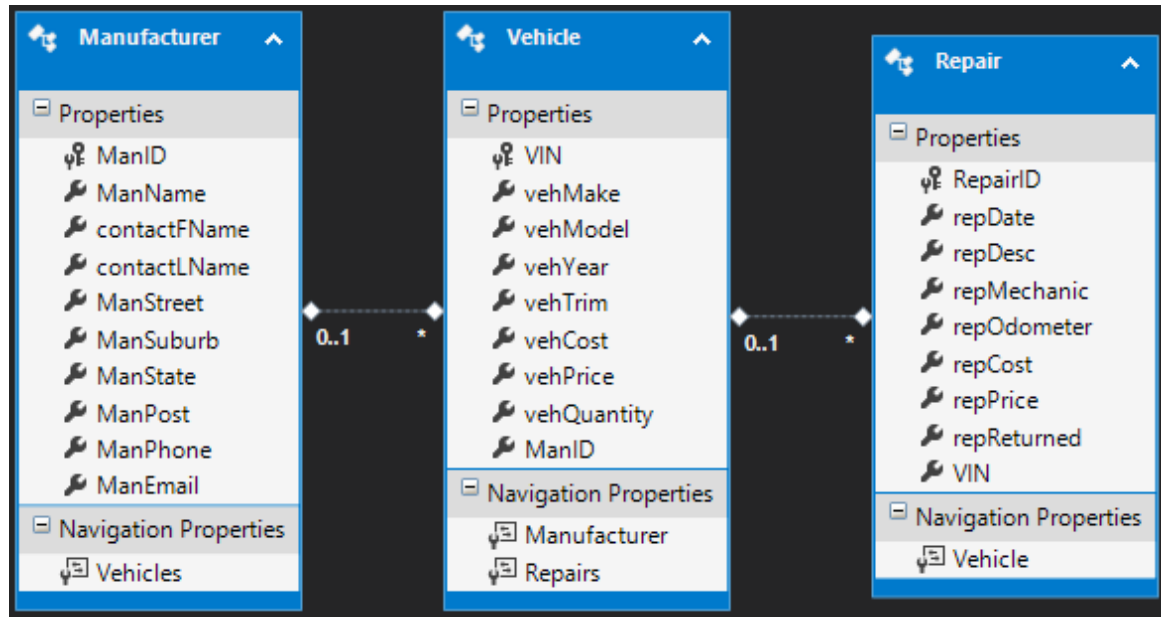 Manufacturer
Properties
ManID
ManName
contactFName
contactLName
ManStreet
ManSuburb
ManState
ManPost
ManPhone
ManEmail
Navigation Properties
Vehicles
0..1
*
Vehicle
Properties
VIN
vehMake
vehModel
vehYear
vehTrim
vehCost
vehPrice
vehQuantity
ManID
Navigation Properties
Manufacturer
Repairs
0..1
*
Repair
Properties
RepairID
repDate
repDesc
repMechanic
repOdometer
repCost
repPrice
repReturned
VIN
Navigation Properties
Vehicle